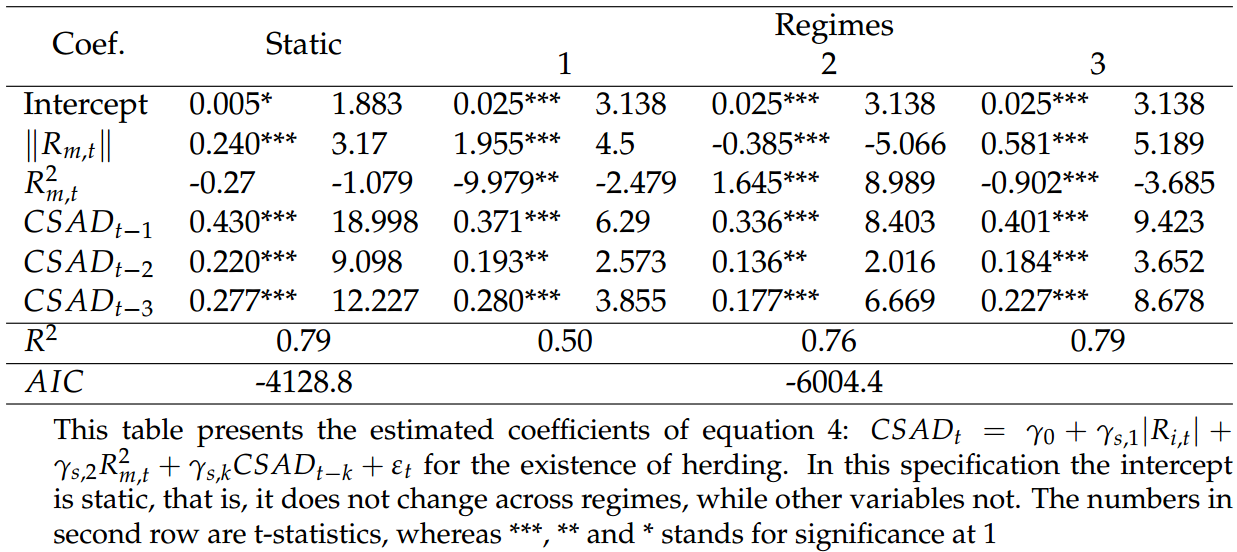 Coef. Static Regimes
1 2 3
Intercept 0.005* 1.883 0.025*** 3.138 0.025*** 3.138 0.025*** 3.138
‖R_{m,t}‖ 0.240*** 3.17 1.955*** 4.5 -0.385*** -5.066 0.581*** 5.189
R²_{m,t} -0.27 -1.079 -9.979** -2.479 1.645*** 8.989 -0.902*** -3.685
CSAD_{t−1} 0.430*** 18.998 0.371*** 6.29 0.336*** 8.403 0.401*** 9.423
CSAD_{t−2} 0.220*** 9.098 0.193** 2.573 0.136** 2.016 0.184*** 3.652
CSAD_{t−3} 0.277*** 12.227 0.280*** 3.855 0.177*** 6.669 0.227*** 8.678
R² 0.79 0.50 0.76 0.79
AIC -4128.8 -6004.4
This table presents the estimated coefficients of equation 4: CSAD_t = γ_0 + γ_{s,1}|R_{i,t}| +
γ_{s,2}R²_{m,t} + γ_{s,k}CSAD_{t−k} + ε_t for the existence of herding. In this specification the intercept
is static, that is, it does not change across regimes, while other variables not. The numbers in
second row are t-statistics, whereas ***, ** and * stands for significance at 1